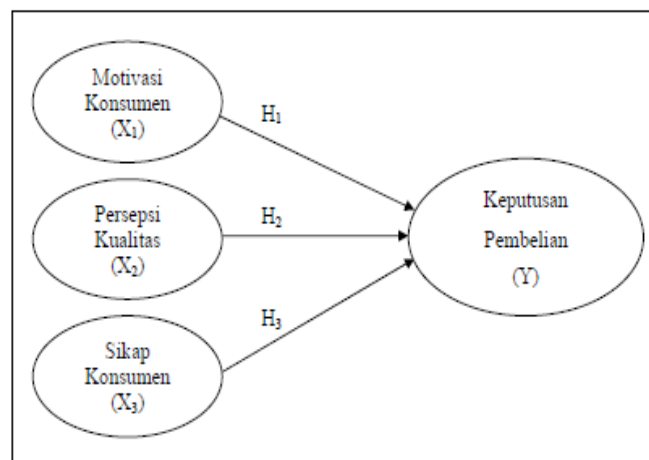 Motivasi
Konsumen
(X₁)
H₁
Persepsi
Kualitas
(X₂)
H₂
Keputusan
Pembelian
(Y)
H₃
Sikap
Konsumen
(X₃)